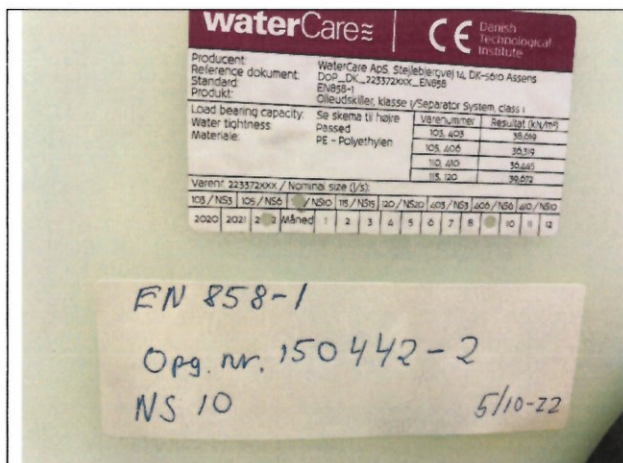 waterCare
CE
Danish
Technological
Institute
Producent: WaterCare ApS, Stejlebjergvej 14, DK-5610 Assens
Reference dokument: DOP_DK_223372XXX_EN858
Standard: EN858-1
Produkt: Olieudskiller, klasse I/Separator System, class I
Load bearing capacity: Se skema til højre
Water tightness: Passed
Materiale: PE - Polyethylen
Varenummer Resultat (kN/m²)
103, 403 38,619
105, 406 36,319
110, 410 36,445
115, 120 39,672
Varenr. 223372XXX / Nominal size (l/s):
103/NS3 105/NS6 /NS10 115/NS15 120/NS20 403/NS3 406/NS6 410/NS10
2020 2021 Måned 1 2 3 4 5 6 7 8 10 11 12
EN 858-1
Opg. nr. 150442-2
NS 10
5/10-22